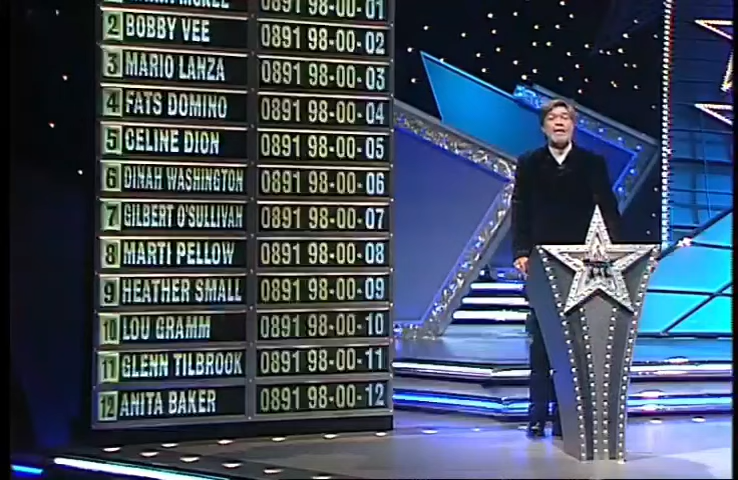 0891 98-00-01
2 BOBBY VEE 0891 98-00-02
3 MARIO LANZA 0891 98-00-03
4 FATS DOMINO 0891 98-00-04
5 CELINE DION 0891 98-00-05
6 DINAH WASHINGTON 0891 98-00-06
7 GILBERT O'SULLIVAN 0891 98-00-07
8 MARTI PELLOW 0891 98-00-08
9 HEATHER SMALL 0891 98-00-09
10 LOU GRAMM 0891 98-00-10
11 GLENN TILBROOK 0891 98-00-11
12 ANITA BAKER 0891 98-00-12